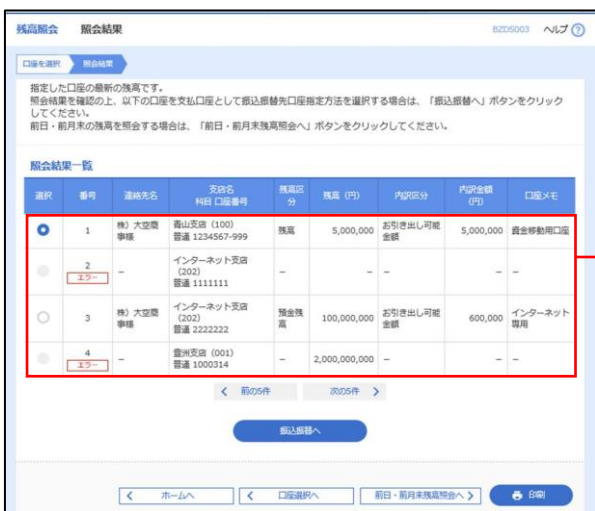 残高照会 照会結果 BZDS003 ヘルプ ?
口座を選択 照会結果
指定した口座の最新の残高です。
照会結果を確認の上、以下の口座を支払口座として振込振替先口座指定方法を選択する場合は、「振込振替へ」ボタンをクリック
してください。
前日・前月末の残高を照会する場合は、「前日・前月末残高照会へ」ボタンをクリックしてください。
照会結果一覧
選択 番号 連絡先名 支店名 残高区 残高（円） 内訳区分 内訳金額 口座メモ
科目 口座番号 分 （円）
1 株）大空商 青山支店（100） 残高 5,000,000 お引き出し可能 5,000,000 資金移動用口座
事様 普通 1234567-999 金額
2 － インターネット支店 － － － － －
エラー （202）
普通 1111111
3 株）大空商 インターネット支店 預金残 100,000,000 お引き出し可能 600,000 インターネット
事様 （202） 高 金額 専用
普通 2222222
4 － 豊洲支店（001） － 2,000,000,000 － － －
エラー 普通 1000314
前の5件 次の5件
振込振替へ
ホームへ 口座選択へ 前日・前月末残高照会へ 印刷